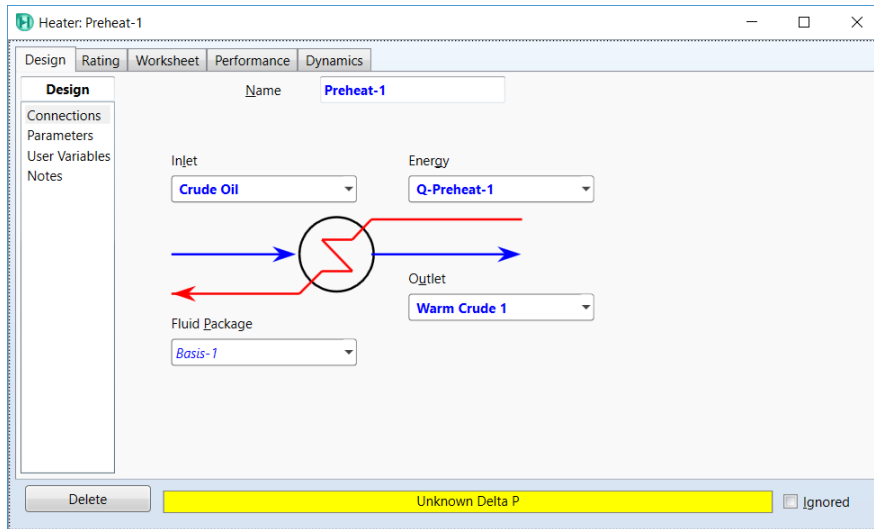 Heater: Preheat-1
Design Rating Worksheet Performance Dynamics
Design
Connections
Parameters
User Variables
Notes
Name Preheat-1
Inlet Energy
Crude Oil Q-Preheat-1
Outlet
Warm Crude 1
Fluid Package
Basis-1
Delete Unknown Delta P Ignored